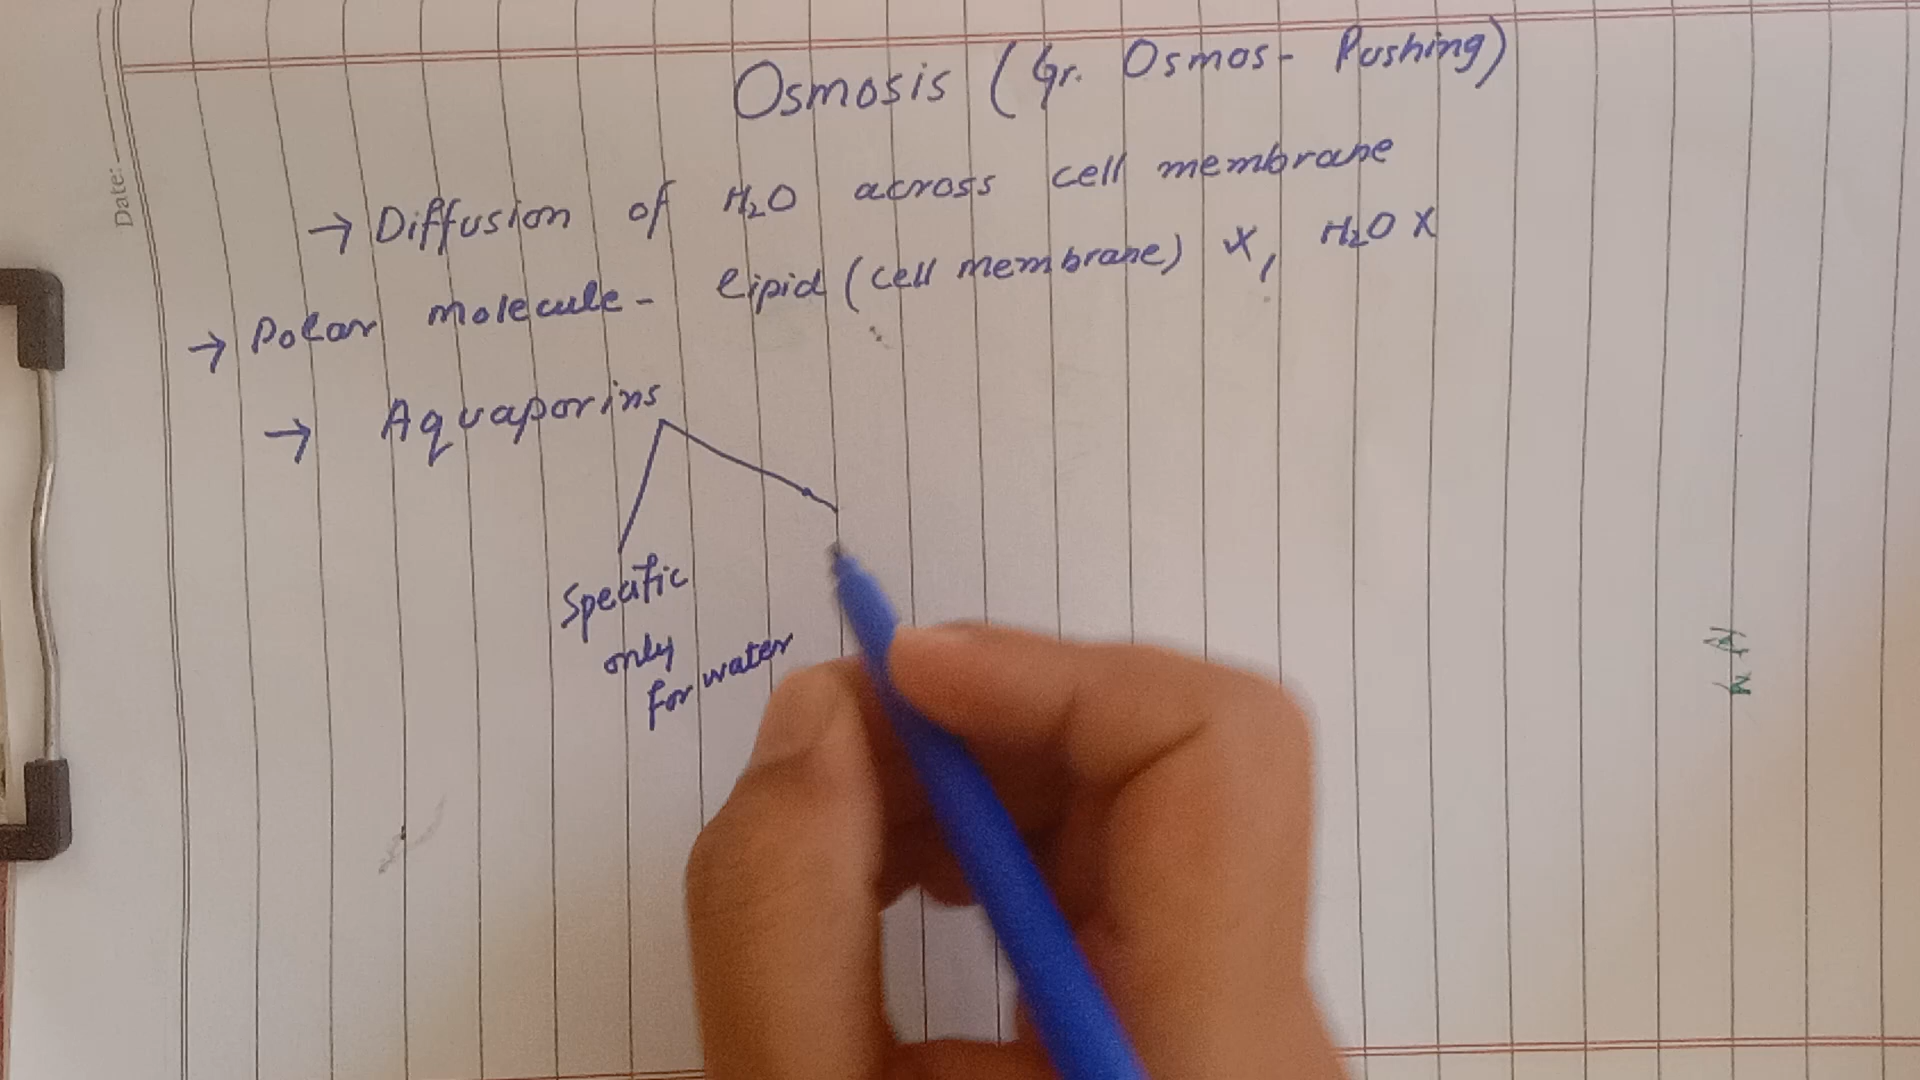 Date:
Osmosis (Gr. Osmos- Pushing)
→ Diffusion of H₂O across cell membrane
→ Polar molecule - lipid (cell membrane) X, H₂O X
→ Aquaporins
Specific
only
for water